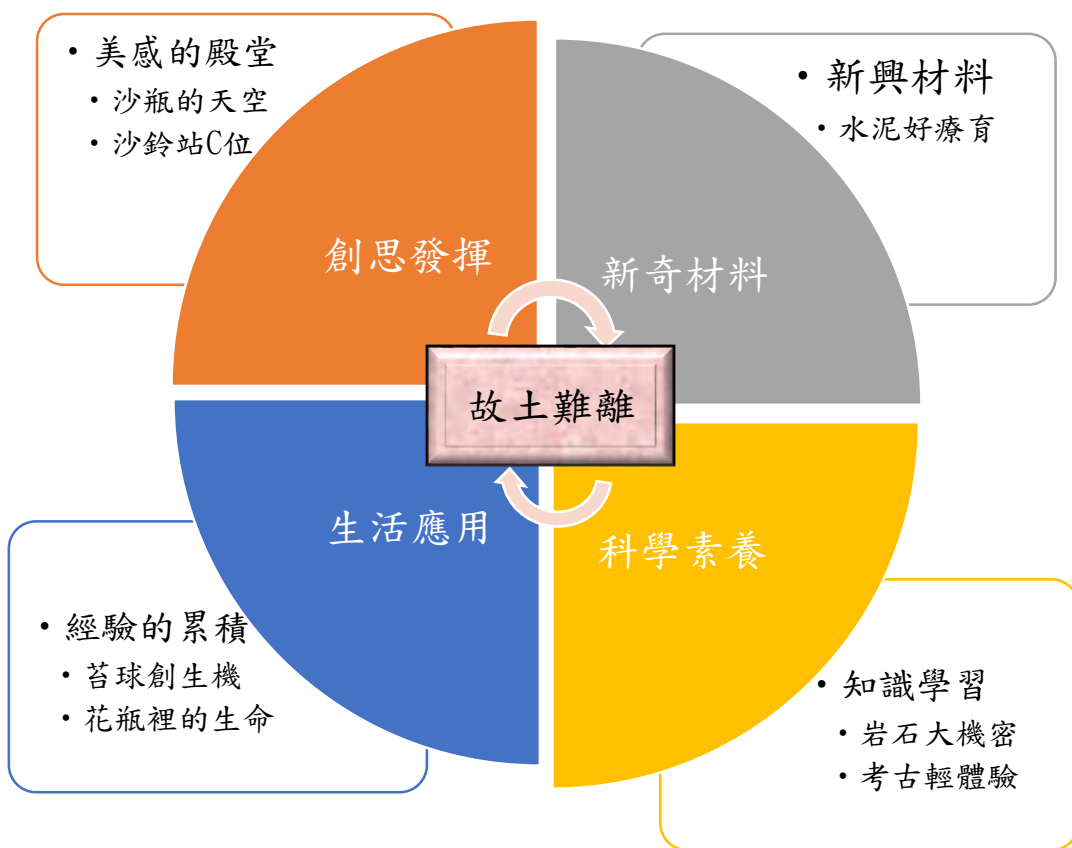 美感的殿堂
沙瓶的天空
沙鈴站C位
新興材料
水泥好療育
創思發揮
新奇材料
故土難離
生活應用
科學素養
經驗的累積
苔球創生機
花瓶裡的生命
知識學習
岩石大機密
考古輕體驗